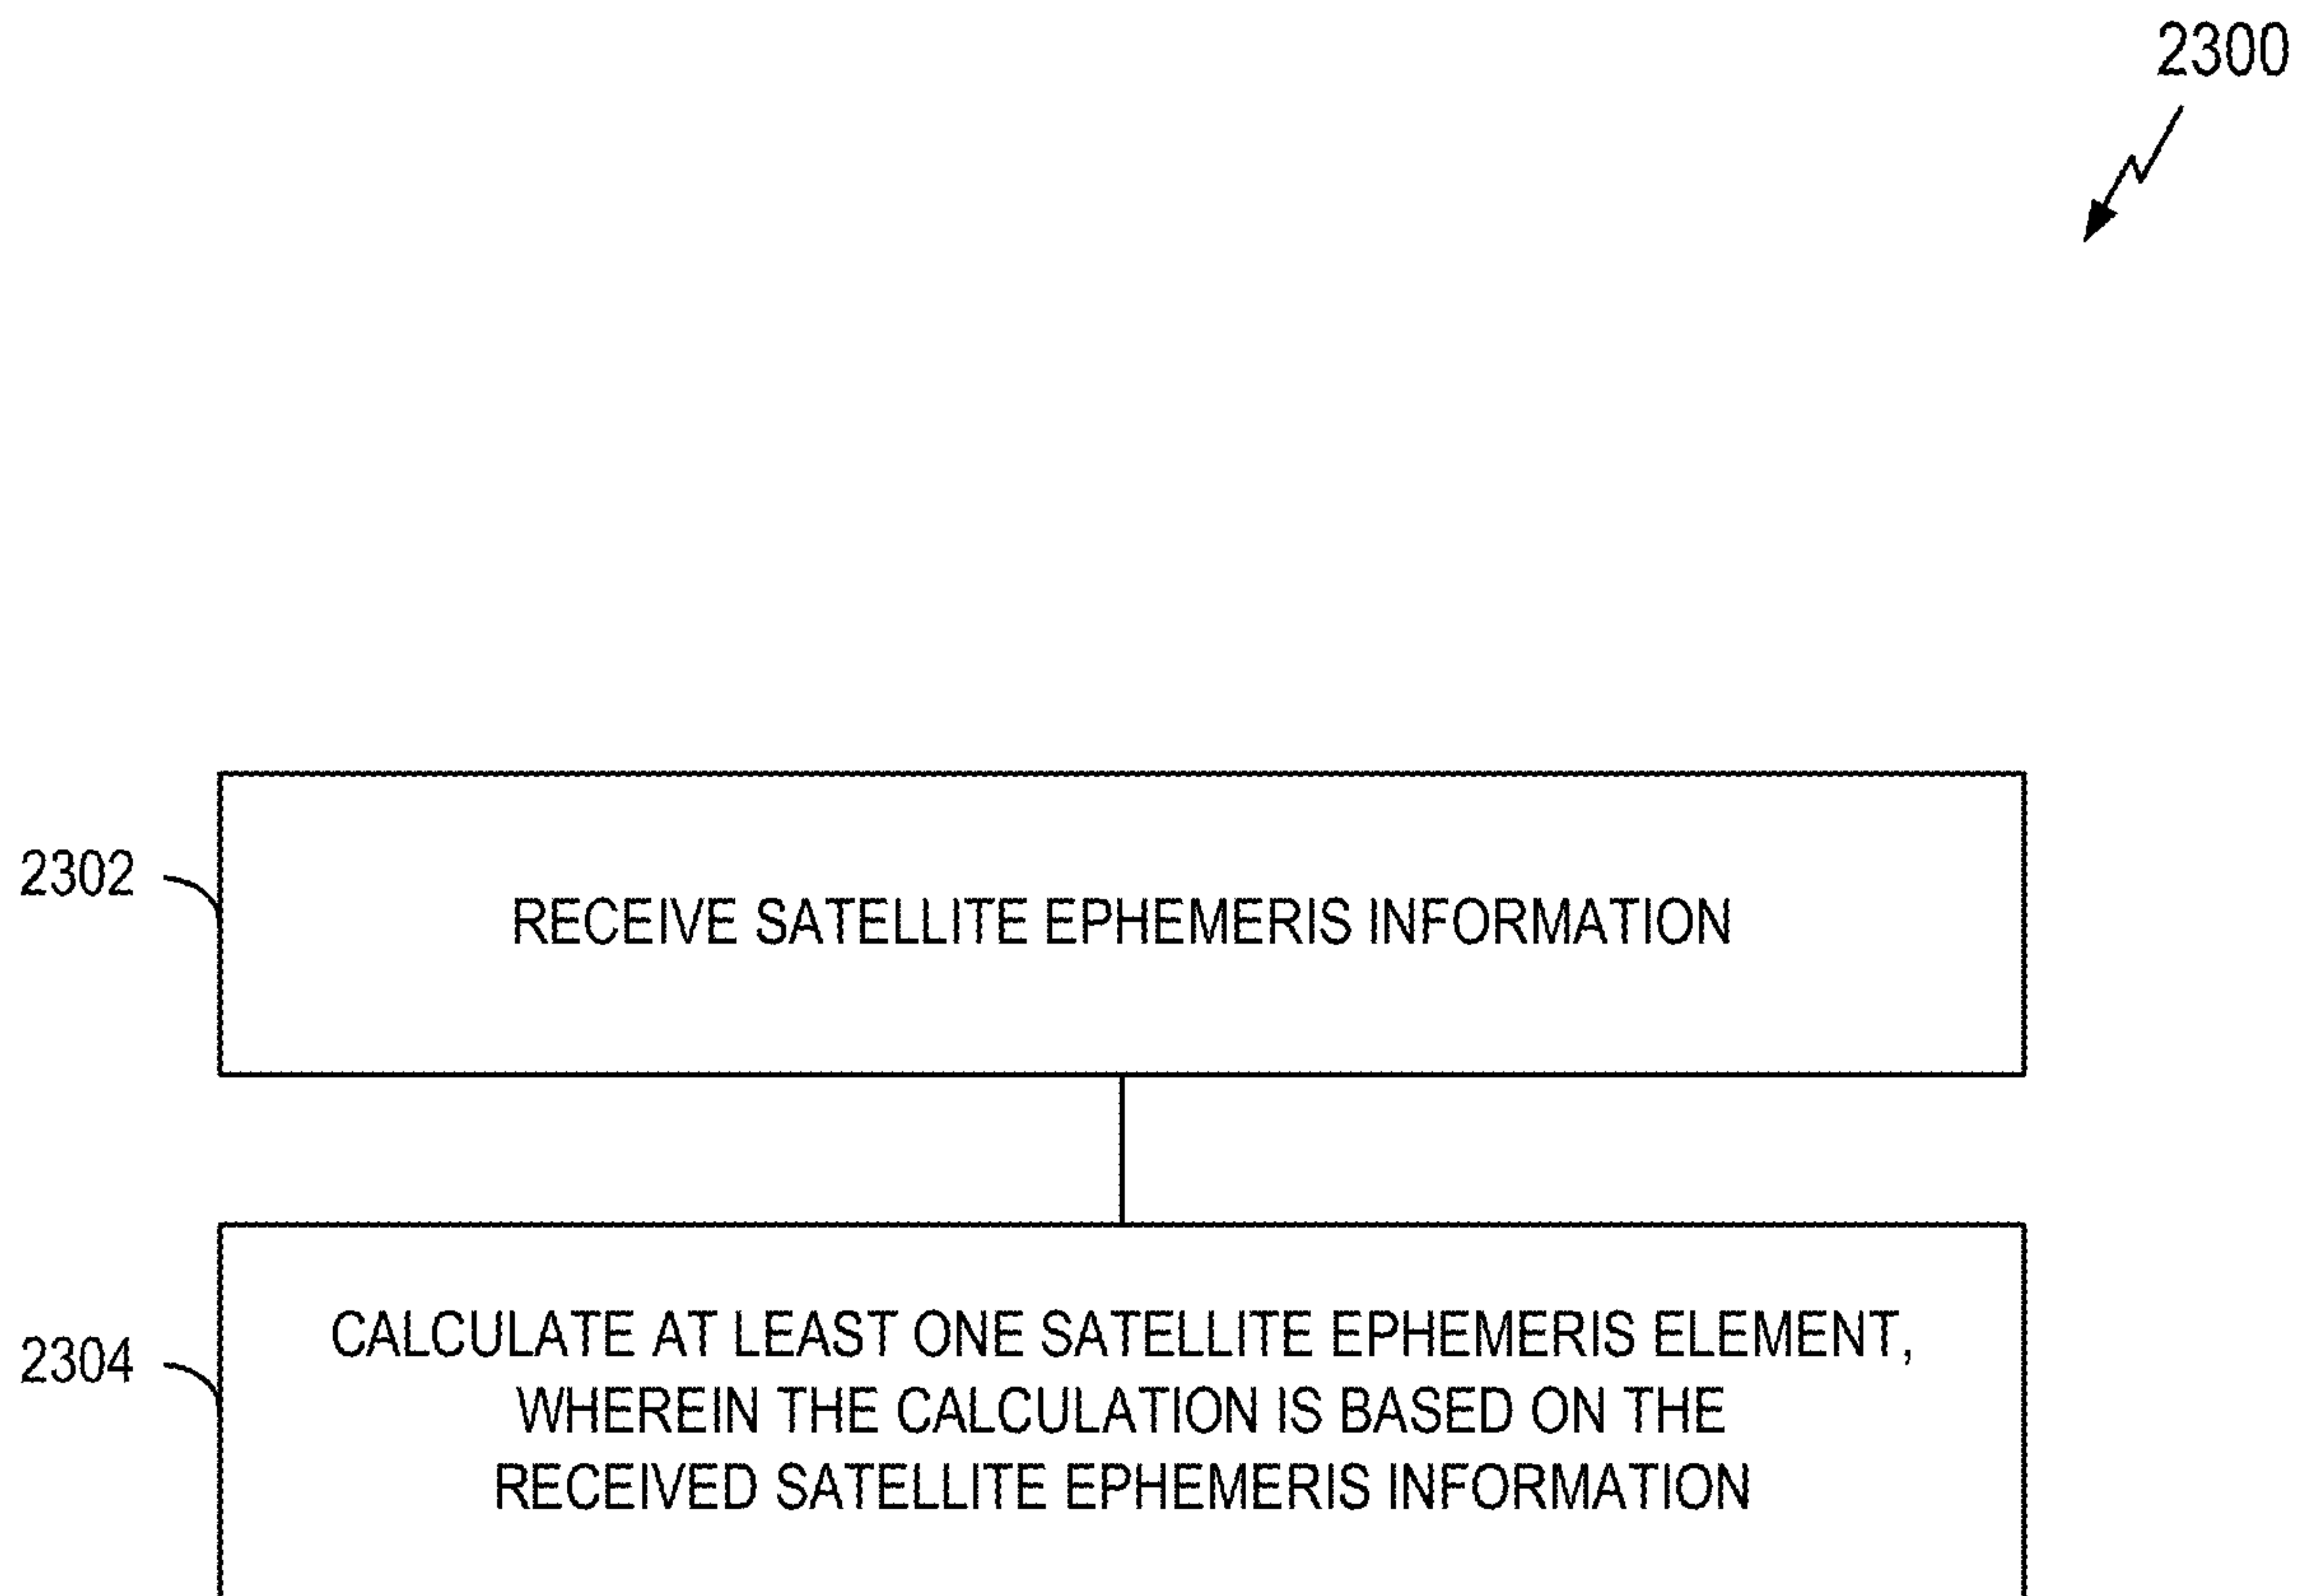 2300
2302
RECEIVE SATELLITE EPHEMERIS INFORMATION
2304
CALCULATE AT LEAST ONE SATELLITE EPHEMERIS ELEMENT,
WHEREIN THE CALCULATION IS BASED ON THE
RECEIVED SATELLITE EPHEMERIS INFORMATION